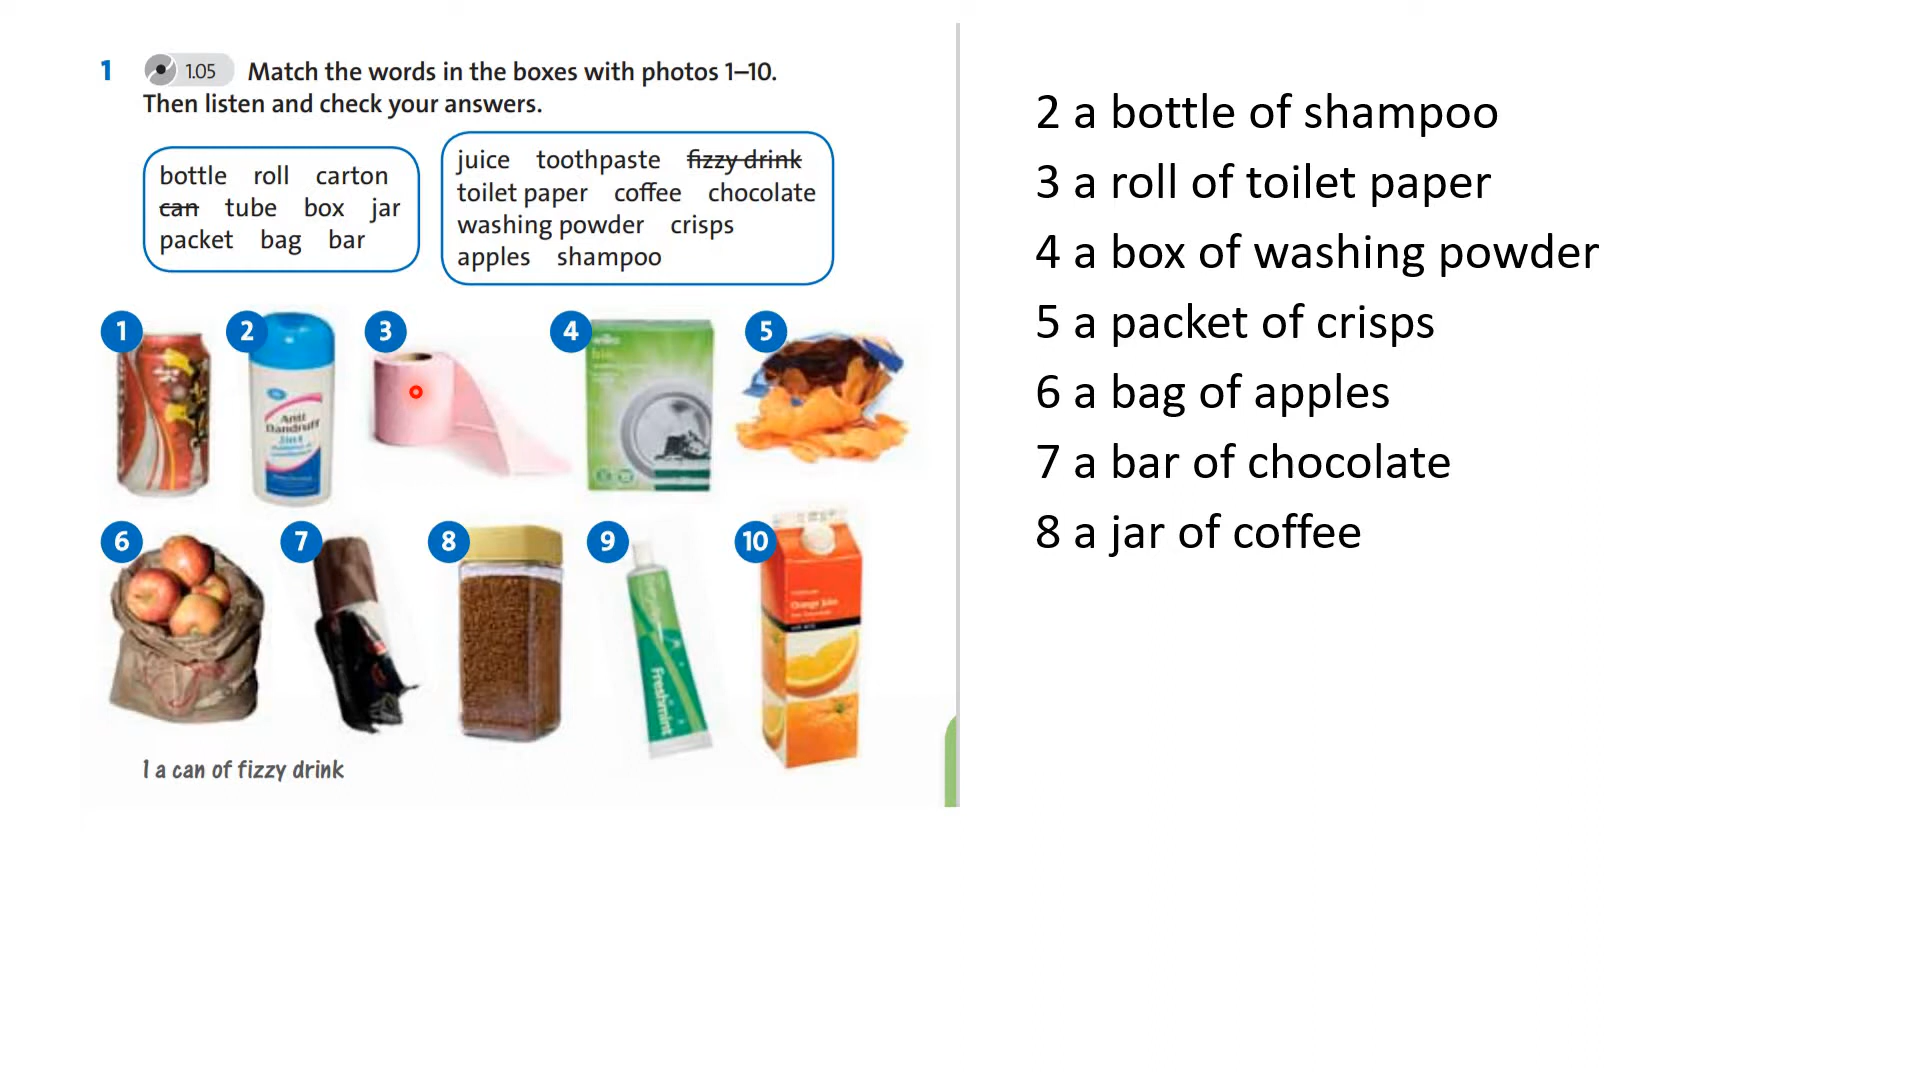 1 1.05 Match the words in the boxes with photos 1–10.
Then listen and check your answers.
bottle roll carton
can tube box jar
packet bag bar
juice toothpaste fizzy drink
toilet paper coffee chocolate
washing powder crisps
apples shampoo
1 2 3 4 5
wilko
bio
Anti
Dandruff
2in1
6 7 8 9 10
Orange Juice
Freshmint
1 a can of fizzy drink
2 a bottle of shampoo
3 a roll of toilet paper
4 a box of washing powder
5 a packet of crisps
6 a bag of apples
7 a bar of chocolate
8 a jar of coffee